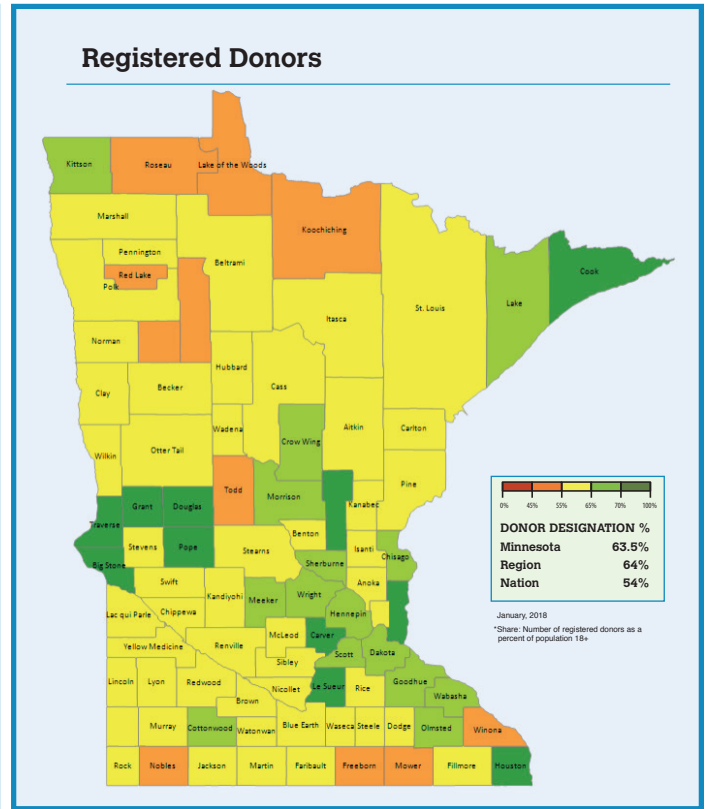 Registered Donors
Kittson
Roseau
Lake of the Woods
Koochiching
Marshall
Pennington
Red Lake
Polk
Beltrami
Cook
Lake
St. Louis
Itasca
Norman
Hubbard
Cass
Clay
Becker
Wadena
Crow Wing
Aitkin
Carlton
Wilkin
Otter Tail
Todd
Morrison
Pine
Kanabec
Grant
Douglas
Traverse
Benton
Stevens
Pope
Stearns
Isanti
Chisago
Big Stone
Sherburne
Swift
Anoka
Kandiyohi
Meeker
Wright
Lac qui Parle
Chippewa
Hennepin
McLeod
Carver
Yellow Medicine
Renville
Scott
Dakota
Sibley
Lincoln
Lyon
Redwood
Nicollet
Le Sueur
Rice
Goodhue
Wabasha
Brown
Murray
Cottonwood
Watonwan
Blue Earth
Waseca
Steele
Dodge
Olmsted
Winona
Rock
Nobles
Jackson
Martin
Faribault
Freeborn
Mower
Fillmore
Houston
0% 45% 55% 65% 70% 100%
DONOR DESIGNATION %
Minnesota 63.5%
Region 64%
Nation 54%
January, 2018
*Share: Number of registered donors as a
percent of population 18+